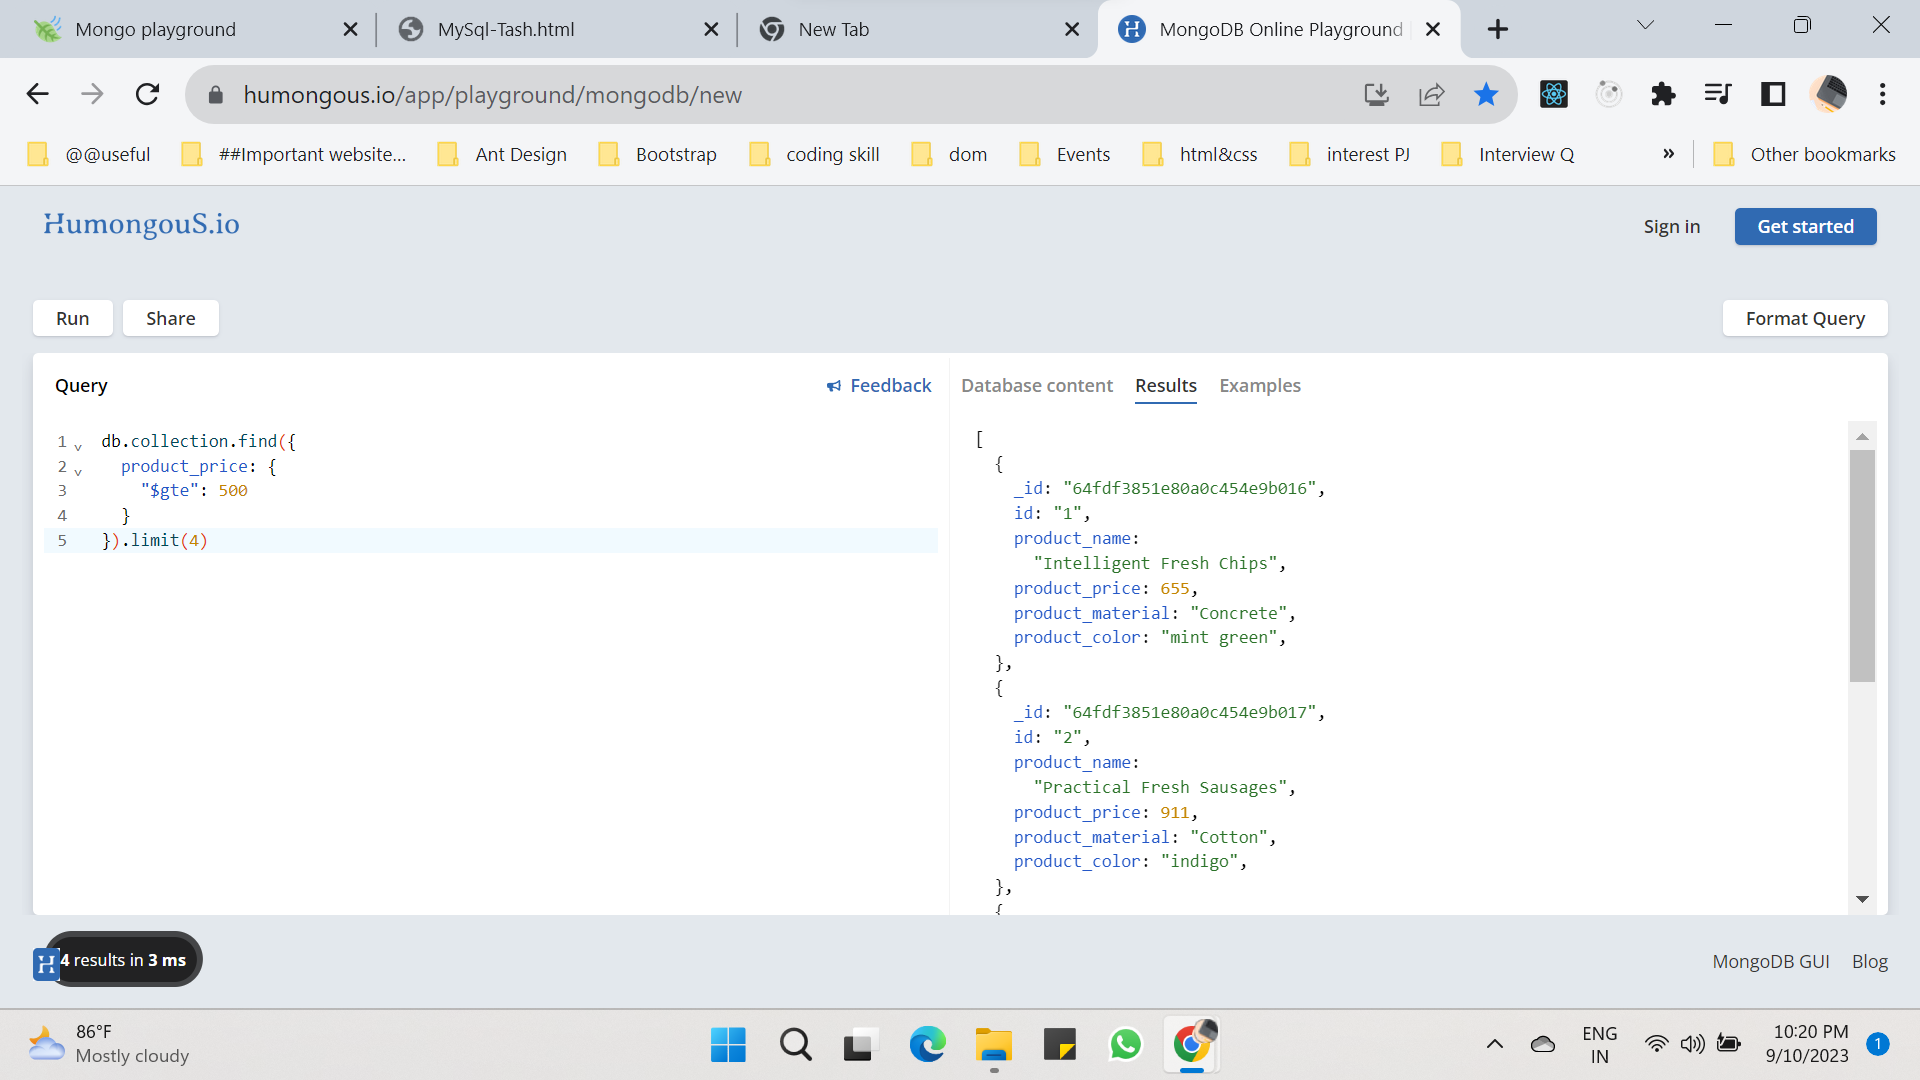 Mongo playground
MySql-Tash.html
New Tab
MongoDB Online Playground
humongous.io/app/playground/mongodb/new
@@useful
##Important website...
Ant Design
Bootstrap
coding skill
dom
Events
html&css
interest PJ
Interview Q
»
Other bookmarks
HumongouS.io
Sign in
Get started
Run
Share
Format Query
Query
Feedback
1 db.collection.find({
2 product_price: {
3 "$gte": 500
4 }
5 }).limit(4)
Database content
Results
Examples
[
{
_id: "64fdf3851e80a0c454e9b016",
id: "1",
product_name:
"Intelligent Fresh Chips",
product_price: 655,
product_material: "Concrete",
product_color: "mint green",
},
{
_id: "64fdf3851e80a0c454e9b017",
id: "2",
product_name:
"Practical Fresh Sausages",
product_price: 911,
product_material: "Cotton",
product_color: "indigo",
},
{
H
4 results in 3 ms
MongoDB GUI
Blog
86°F
Mostly cloudy
ENG
IN
10:20 PM
9/10/2023
1